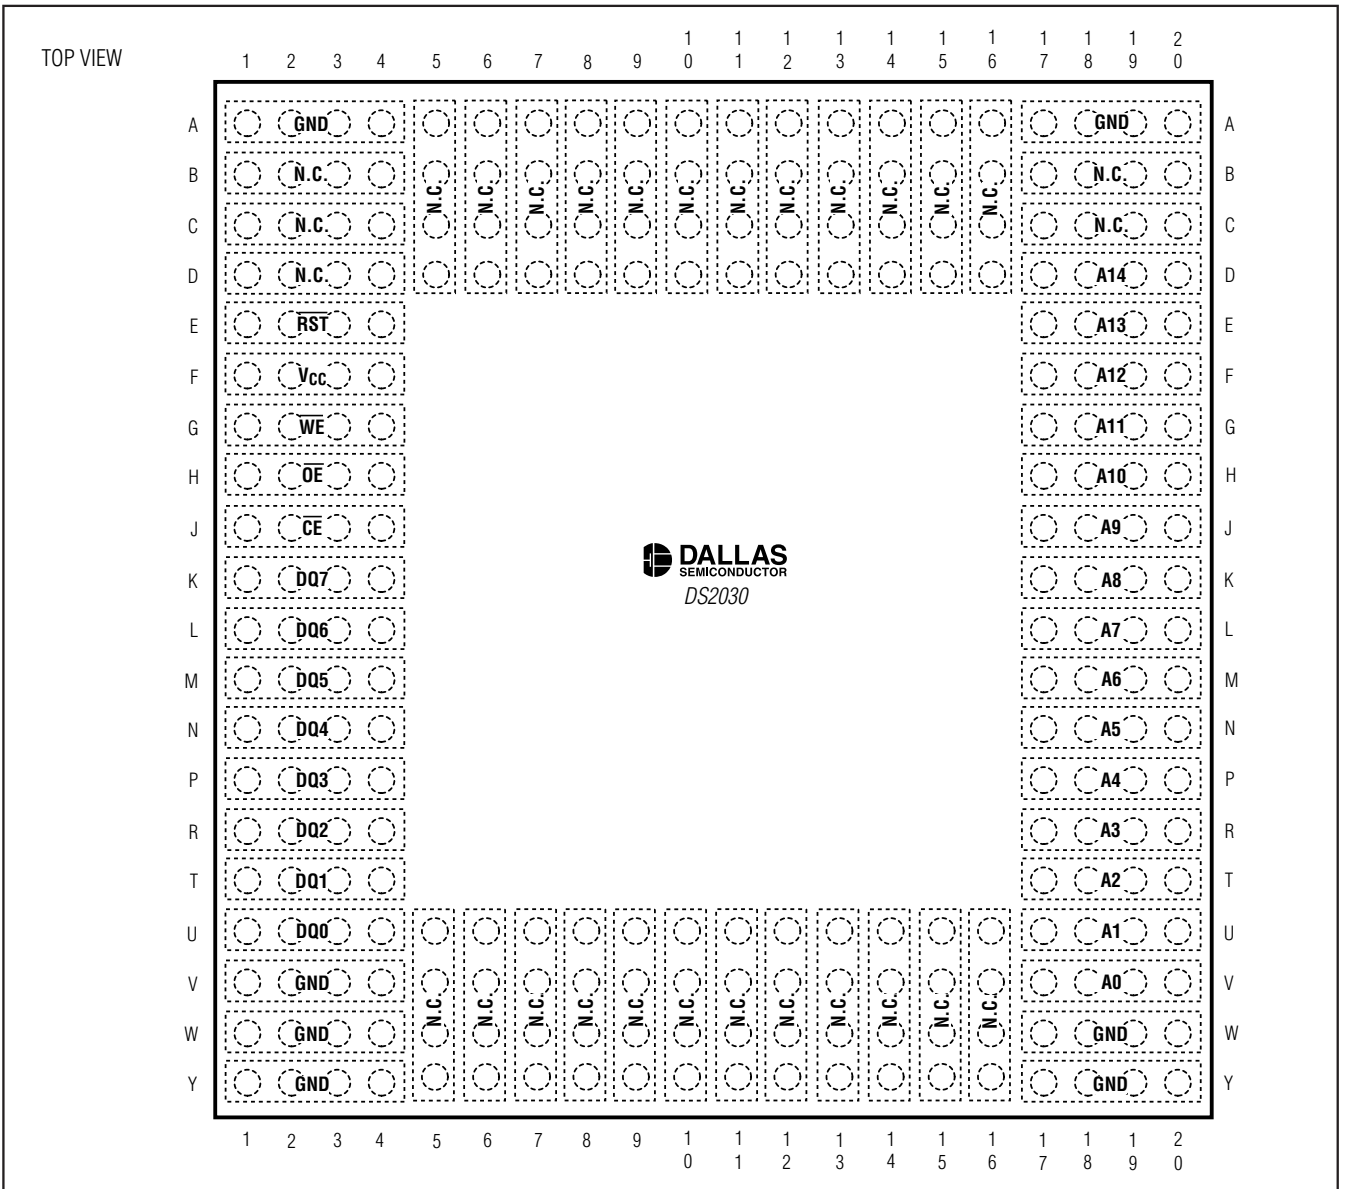 TOP VIEW
1 2 3 4 5 6 7 8 9 10 11 12 13 14 15 16 17 18 19 20
A GND GND A
B N.C. N.C. B
C N.C. N.C. C
N.C. N.C. N.C. N.C. N.C. N.C. N.C. N.C. N.C. N.C. N.C. N.C.
D N.C. A14 D
E R̅S̅T̅ A13 E
F VCC A12 F
G W̅E̅ A11 G
H O̅E̅ A10 H
J C̅E̅ A9 J
DALLAS
SEMICONDUCTOR
DS2030
K DQ7 A8 K
L DQ6 A7 L
M DQ5 A6 M
N DQ4 A5 N
P DQ3 A4 P
R DQ2 A3 R
T DQ1 A2 T
U DQ0 A1 U
V GND A0 V
N.C. N.C. N.C. N.C. N.C. N.C. N.C. N.C. N.C. N.C. N.C. N.C.
W GND GND W
Y GND GND Y
1 2 3 4 5 6 7 8 9 10 11 12 13 14 15 16 17 18 19 20